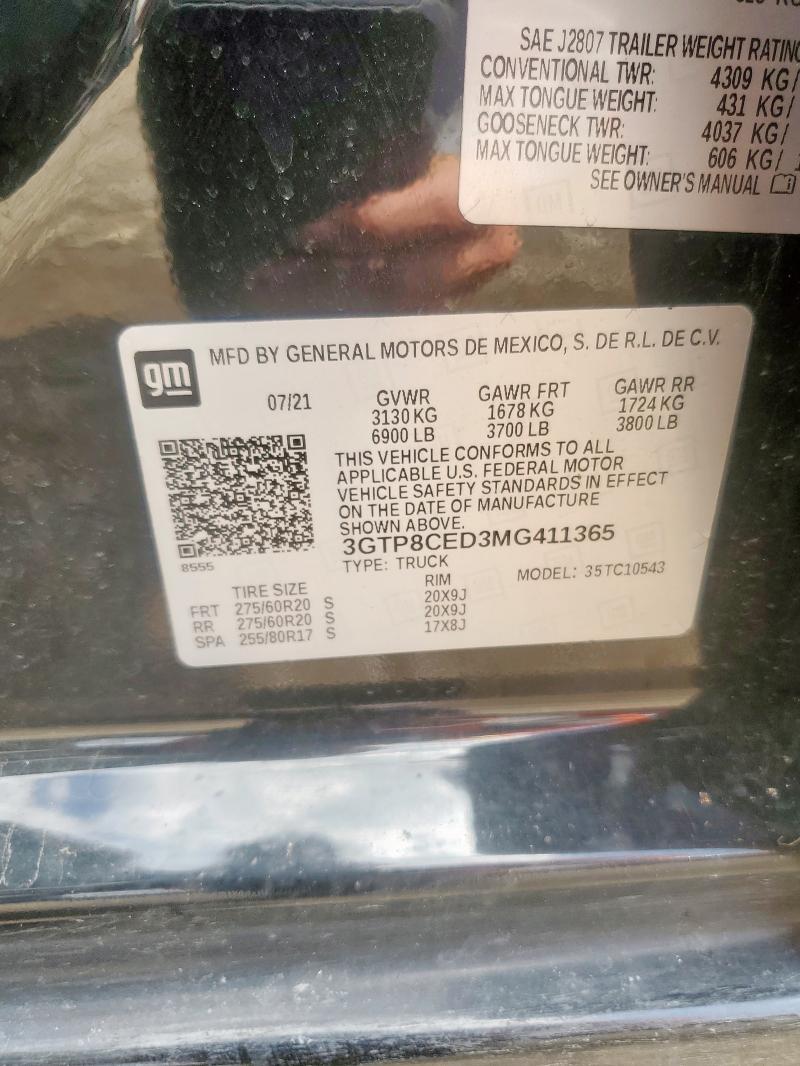 SAE J2807 TRAILER WEIGHT RATING
CONVENTIONAL TWR: 4309 KG/
MAX TONGUE WEIGHT: 431 KG/
GOOSENECK TWR: 4037 KG/
MAX TONGUE WEIGHT: 606 KG/
SEE OWNER'S MANUAL
gm
MFD BY GENERAL MOTORS DE MEXICO, S. DE R.L. DE C.V.
07/21 GVWR GAWR FRT GAWR RR
3130 KG 1678 KG 1724 KG
6900 LB 3700 LB 3800 LB
THIS VEHICLE CONFORMS TO ALL
APPLICABLE U.S. FEDERAL MOTOR
VEHICLE SAFETY STANDARDS IN EFFECT
ON THE DATE OF MANUFACTURE
SHOWN ABOVE.
3GTP8CED3MG411365
8555
TYPE: TRUCK MODEL: 35TC10543
TIRE SIZE RIM
FRT 275/60R20 S 20X9J
RR 275/60R20 S 20X9J
SPA 255/80R17 S 17X8J